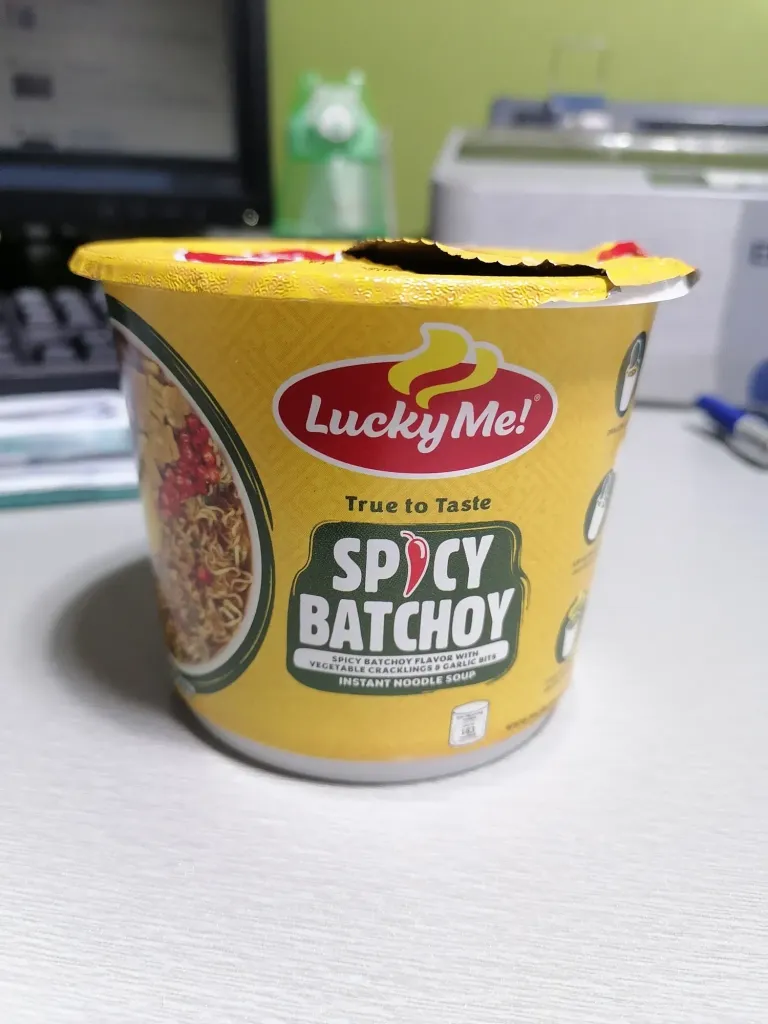 Lucky Me!
True to Taste
SPICY
BATCHOY
SPICY BATCHOY FLAVOR WITH
VEGETABLE CRACKLINGS & GARLIC BITS
INSTANT NOODLE SOUP